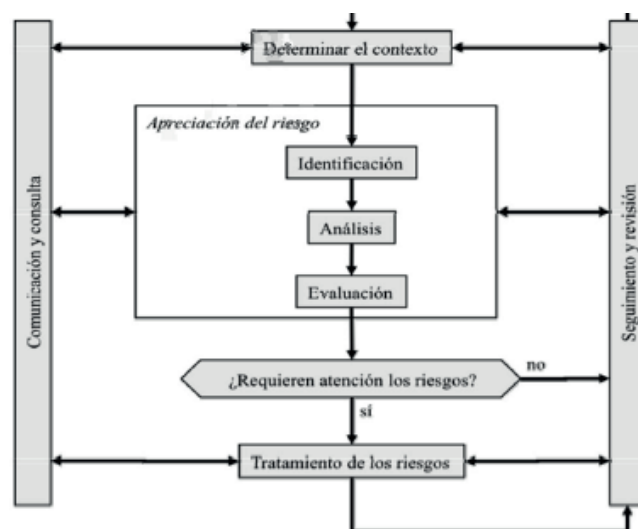 Determinar el contexto
Apreciación del riesgo
Identificación
Análisis
Evaluación
¿Requieren atención los riesgos?
no
sí
Tratamiento de los riesgos
Comunicación y consulta
Seguimiento y revisión